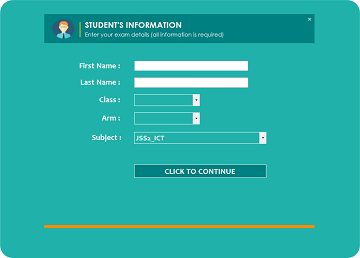 STUDENT'S INFORMATION
Enter your exam details (all information is required)
×
First Name :
Last Name :
Class :
Arm :
Subject : JSS2_ICT
CLICK TO CONTINUE